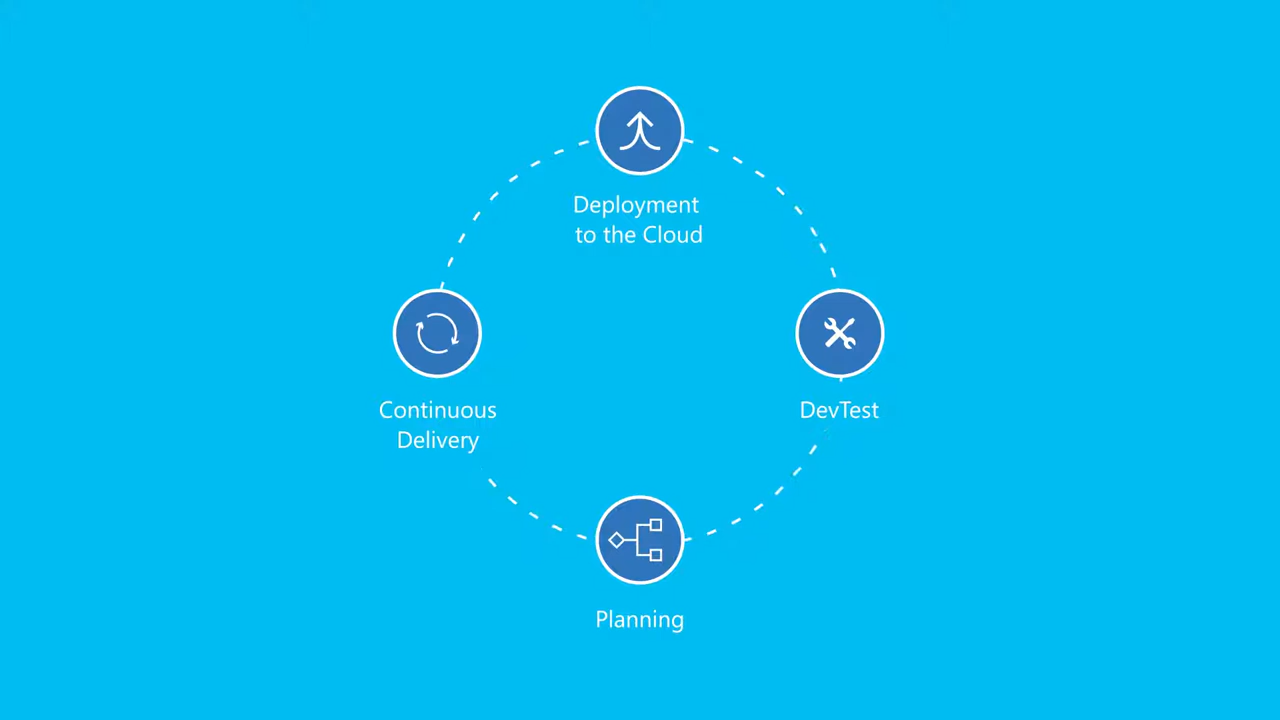 Deployment
to the Cloud
Continuous
Delivery
DevTest
Planning